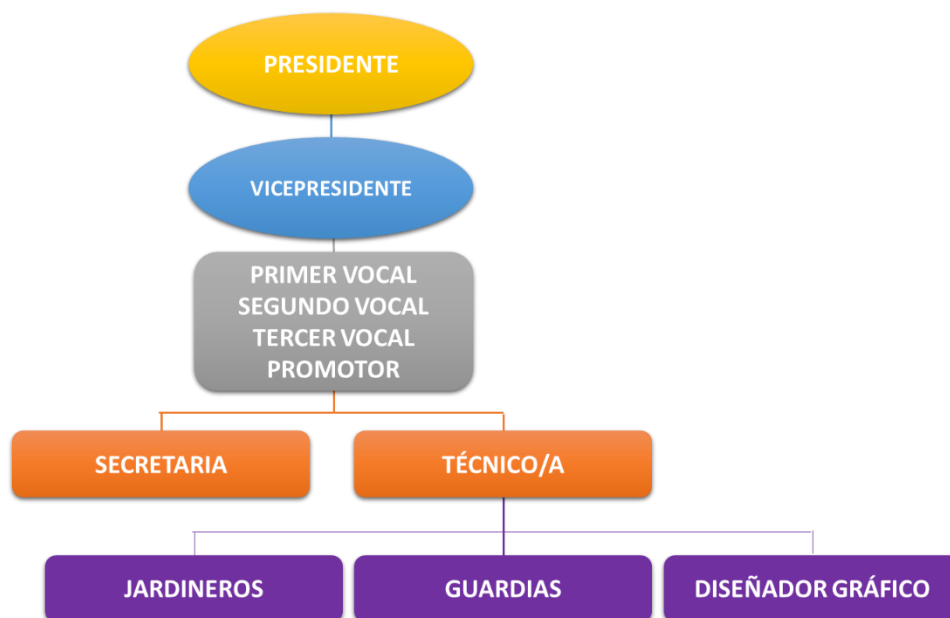 PRESIDENTE
VICEPRESIDENTE
PRIMER VOCAL
SEGUNDO VOCAL
TERCER VOCAL
PROMOTOR
SECRETARIA
TÉCNICO/A
JARDINEROS
GUARDIAS
DISEÑADOR GRÁFICO